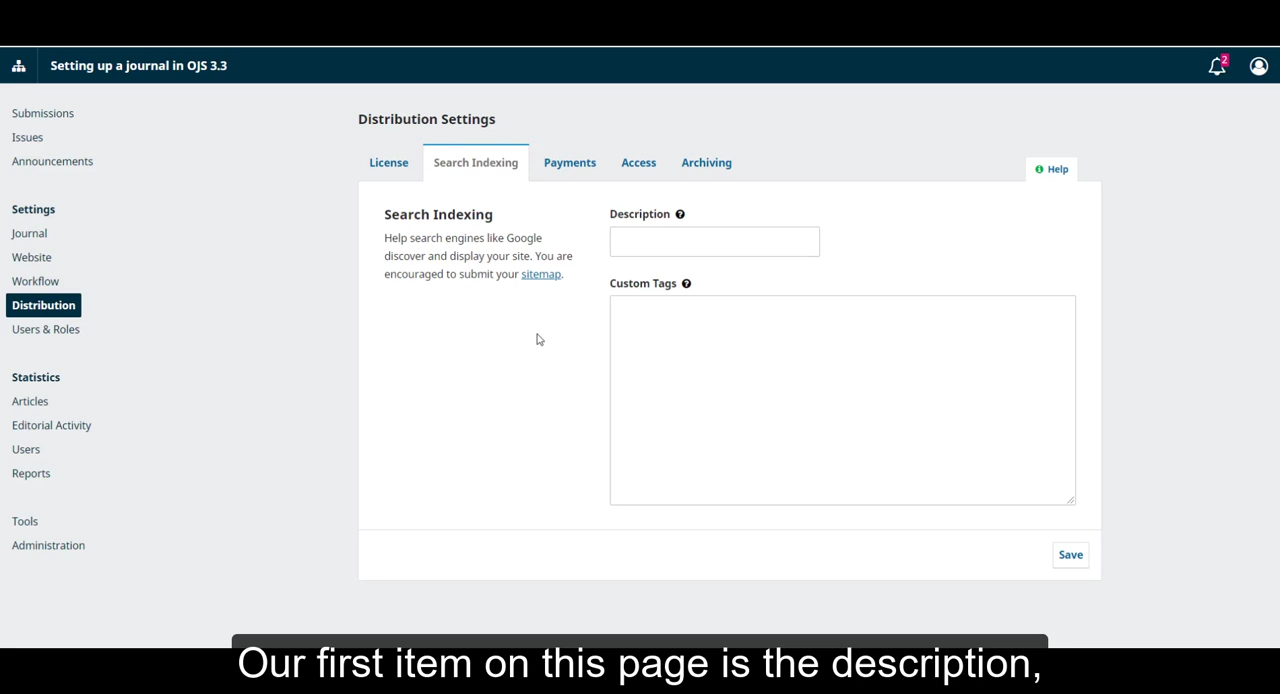 Setting up a journal in OJS 3.3
2
Submissions
Issues
Announcements
Settings
Journal
Website
Workflow
Distribution
Users & Roles
Statistics
Articles
Editorial Activity
Users
Reports
Tools
Administration
Distribution Settings
License
Search Indexing
Payments
Access
Archiving
Help
Search Indexing
Help search engines like Google
discover and display your site. You are
encouraged to submit your sitemap.
Description
Custom Tags
Save
Our first item on this page is the description,